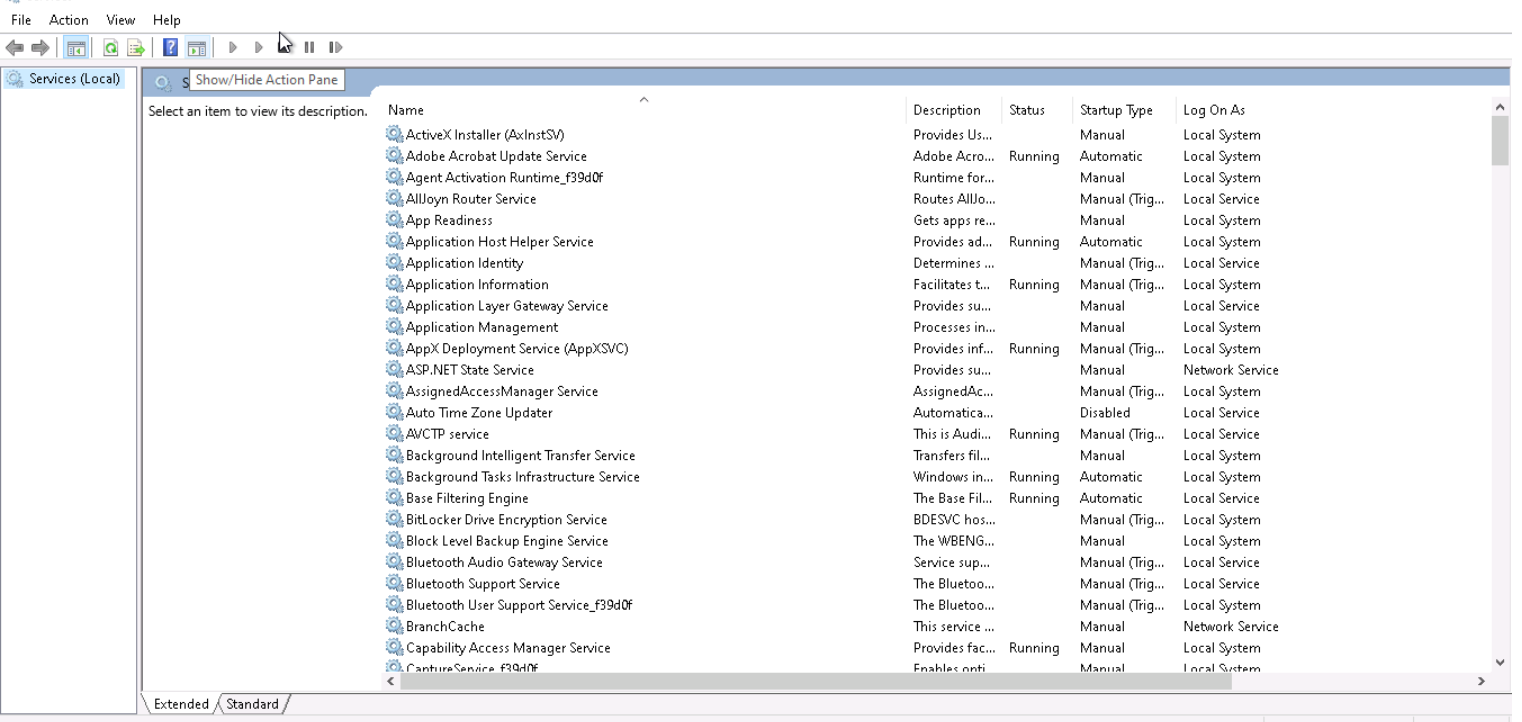 File Action View Help
Services (Local)
Show/Hide Action Pane
Select an item to view its description.
Name Description Status Startup Type Log On As
ActiveX Installer (AxInstSV) Provides Us... Manual Local System
Adobe Acrobat Update Service Adobe Acro... Running Automatic Local System
Agent Activation Runtime_f39d0f Runtime for... Manual Local System
AllJoyn Router Service Routes AllJo... Manual (Trig... Local Service
App Readiness Gets apps re... Manual Local System
Application Host Helper Service Provides ad... Running Automatic Local System
Application Identity Determines ... Manual (Trig... Local Service
Application Information Facilitates t... Running Manual (Trig... Local System
Application Layer Gateway Service Provides su... Manual Local Service
Application Management Processes in... Manual Local System
AppX Deployment Service (AppXSVC) Provides inf... Running Manual (Trig... Local System
ASP.NET State Service Provides su... Manual Network Service
AssignedAccessManager Service AssignedAc... Manual (Trig... Local System
Auto Time Zone Updater Automatica... Disabled Local Service
AVCTP service This is Audi... Running Manual (Trig... Local Service
Background Intelligent Transfer Service Transfers fil... Manual Local System
Background Tasks Infrastructure Service Windows in... Running Automatic Local System
Base Filtering Engine The Base Fil... Running Automatic Local Service
BitLocker Drive Encryption Service BDESVC hos... Manual (Trig... Local System
Block Level Backup Engine Service The WBENG... Manual Local System
Bluetooth Audio Gateway Service Service sup... Manual (Trig... Local Service
Bluetooth Support Service The Bluetoo... Manual (Trig... Local Service
Bluetooth User Support Service_f39d0f The Bluetoo... Manual (Trig... Local System
BranchCache This service ... Manual Network Service
Capability Access Manager Service Provides fac... Running Manual Local System
CaptureService_f39d0f Enables opti... Manual Local System
Extended Standard